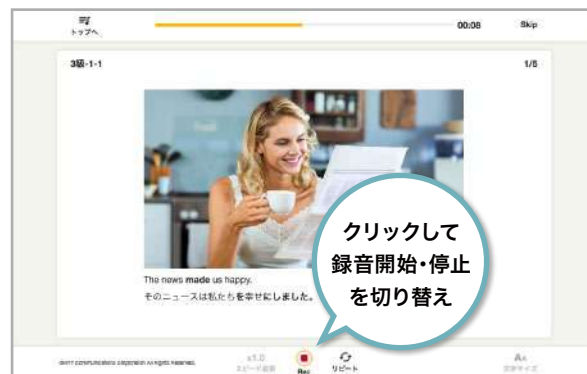 トップへ
00:08
Skip
3級-1-1
1/5
The news made us happy.
そのニュースは私たちを幸せにしました。
クリックして
録音開始・停止
を切り替え
x1.0
スピード変更
Rec
リピート
文字サイズ